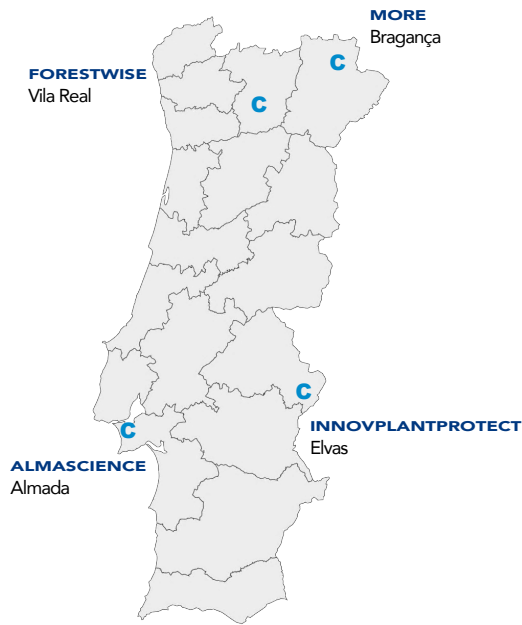 MORE
Bragança
C
FORESTWISE
Vila Real
C
C
INNOVPLANTPROTECT
Elvas
C
ALMASCIENCE
Almada